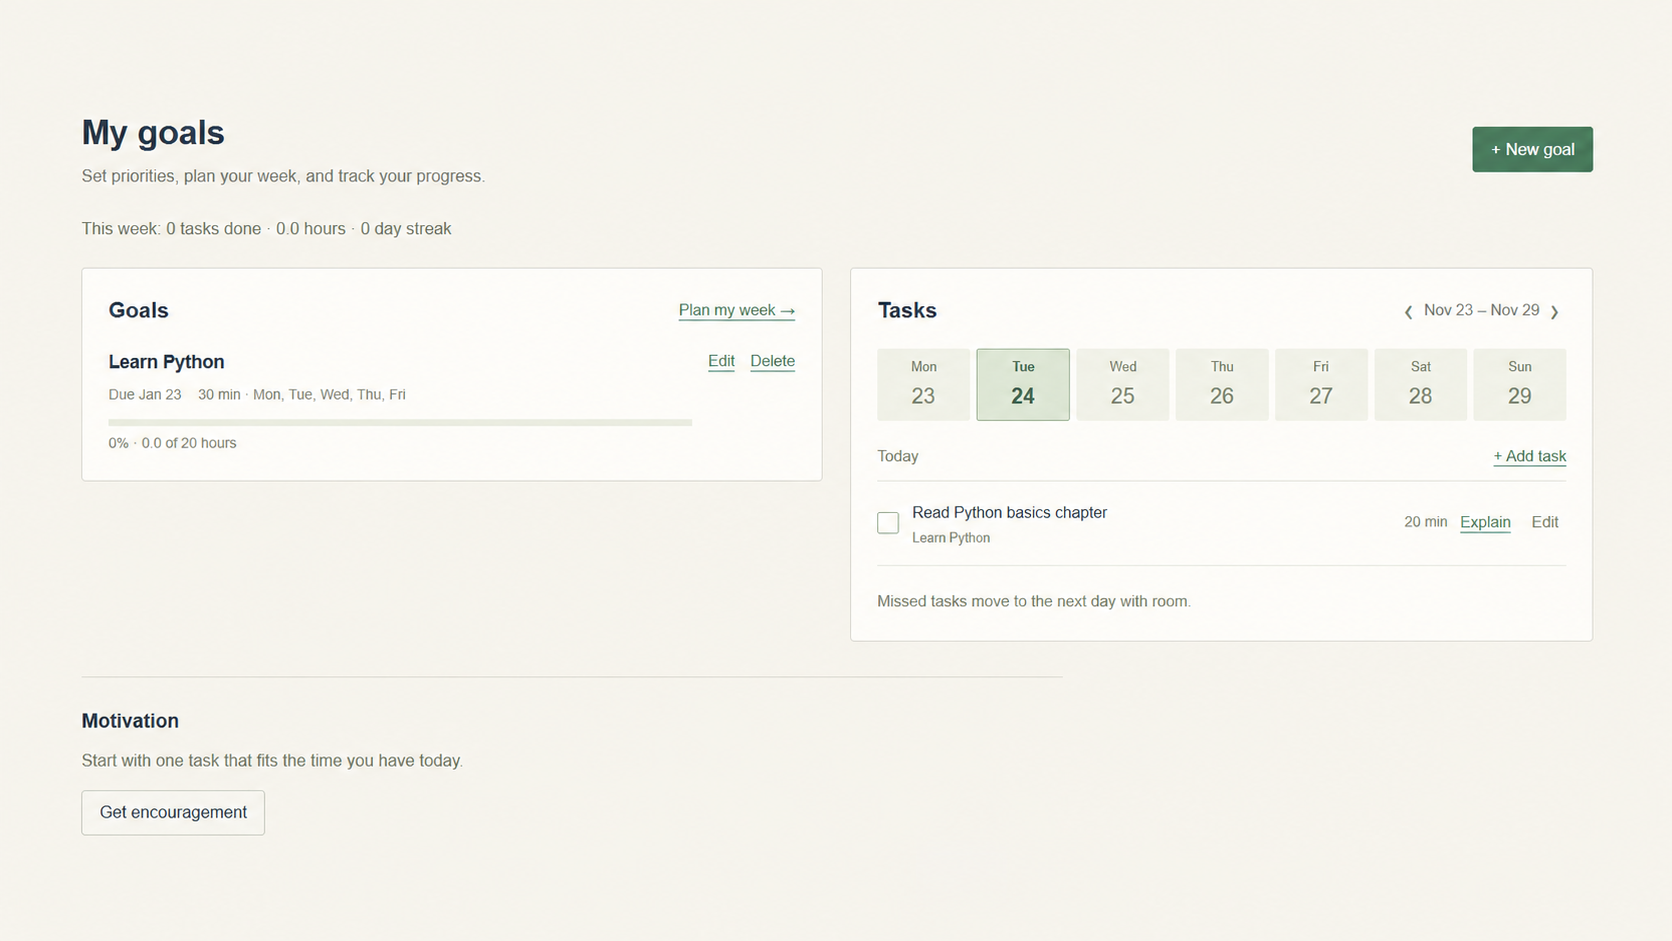 My goals
+ New goal
Set priorities, plan your week, and track your progress.
This week: 0 tasks done · 0.0 hours · 0 day streak
Goals
Plan my week →
Learn Python
Edit Delete
Due Jan 23 30 min · Mon, Tue, Wed, Thu, Fri
0% · 0.0 of 20 hours
Tasks
‹ Nov 23 – Nov 29 ›
Mon Tue Wed Thu Fri Sat Sun
23 24 25 26 27 28 29
Today
+ Add task
Read Python basics chapter
Learn Python
20 min Explain Edit
Missed tasks move to the next day with room.
Motivation
Start with one task that fits the time you have today.
Get encouragement